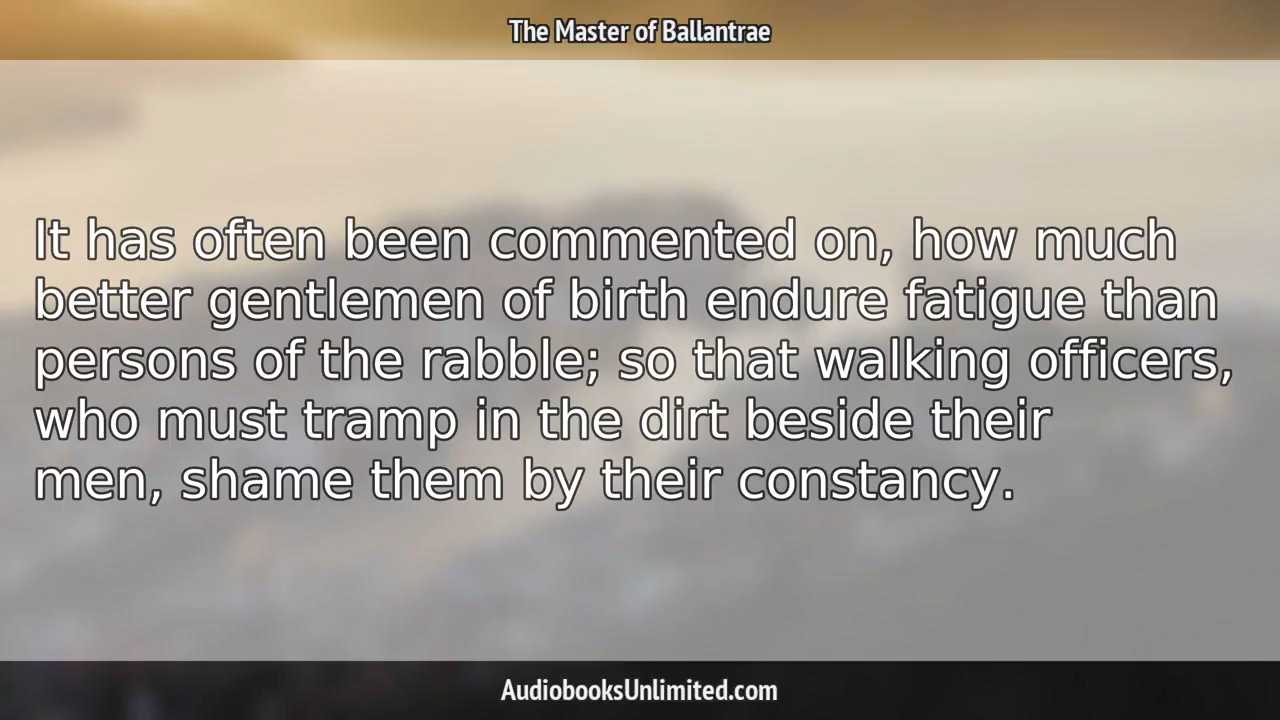 The Master of Ballantrae
It has often been commented on, how much
better gentlemen of birth endure fatigue than
persons of the rabble; so that walking officers,
who must tramp in the dirt beside their
men, shame them by their constancy.
AudiobooksUnlimited.com